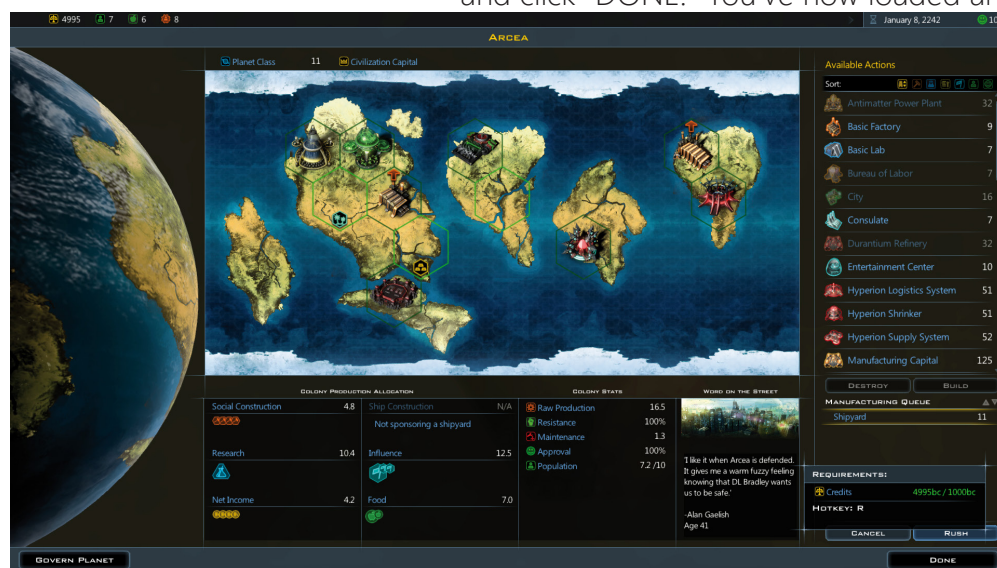 and click "DONE." You've now loaded an
4995 7 6 8
January 8, 2242 10
ARCEA
Planet Class 11 Civilization Capital
Available Actions
Sort:
Antimatter Power Plant 32
Basic Factory 9
Basic Lab 7
Bureau of Labor 7
City 16
Consulate 7
Durantium Refinery 32
Entertainment Center 10
Hyperion Logistics System 51
Hyperion Shrinker 51
Hyperion Supply System 52
Manufacturing Capital 125
DESTROY BUILD
MANUFACTURING QUEUE
Shipyard 11
COLONY PRODUCTION ALLOCATION
Social Construction 4.8
Ship Construction N/A
Not sponsoring a shipyard
Research 10.4
Influence 12.5
Net Income 4.2
Food 7.0
COLONY STATS
Raw Production 16.5
Resistance 100%
Maintenance 1.3
Approval 100%
Population 7.2 /10
WORD ON THE STREET
'I like it when Arcea is defended.
It gives me a warm fuzzy feeling
knowing that DL Bradley wants
us to be safe.'
-Alan Gaelish
Age 41
REQUIREMENTS:
Credits 4995bc / 1000bc
HOTKEY: R
CANCEL RUSH
GOVERN PLANET
DONE